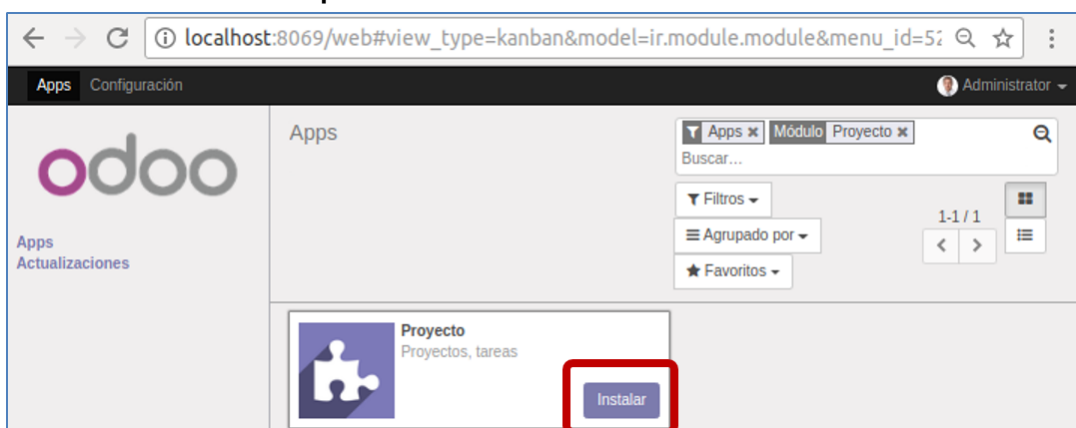 localhost:8069/web#view_type=kanban&model=ir.module.module&menu_id=52
Apps Configuración Administrator
odoo
Apps
Actualizaciones
Apps
Apps Módulo Proyecto
Buscar...
Filtros
Agrupado por
Favoritos
1-1 / 1
Proyecto
Proyectos, tareas
Instalar